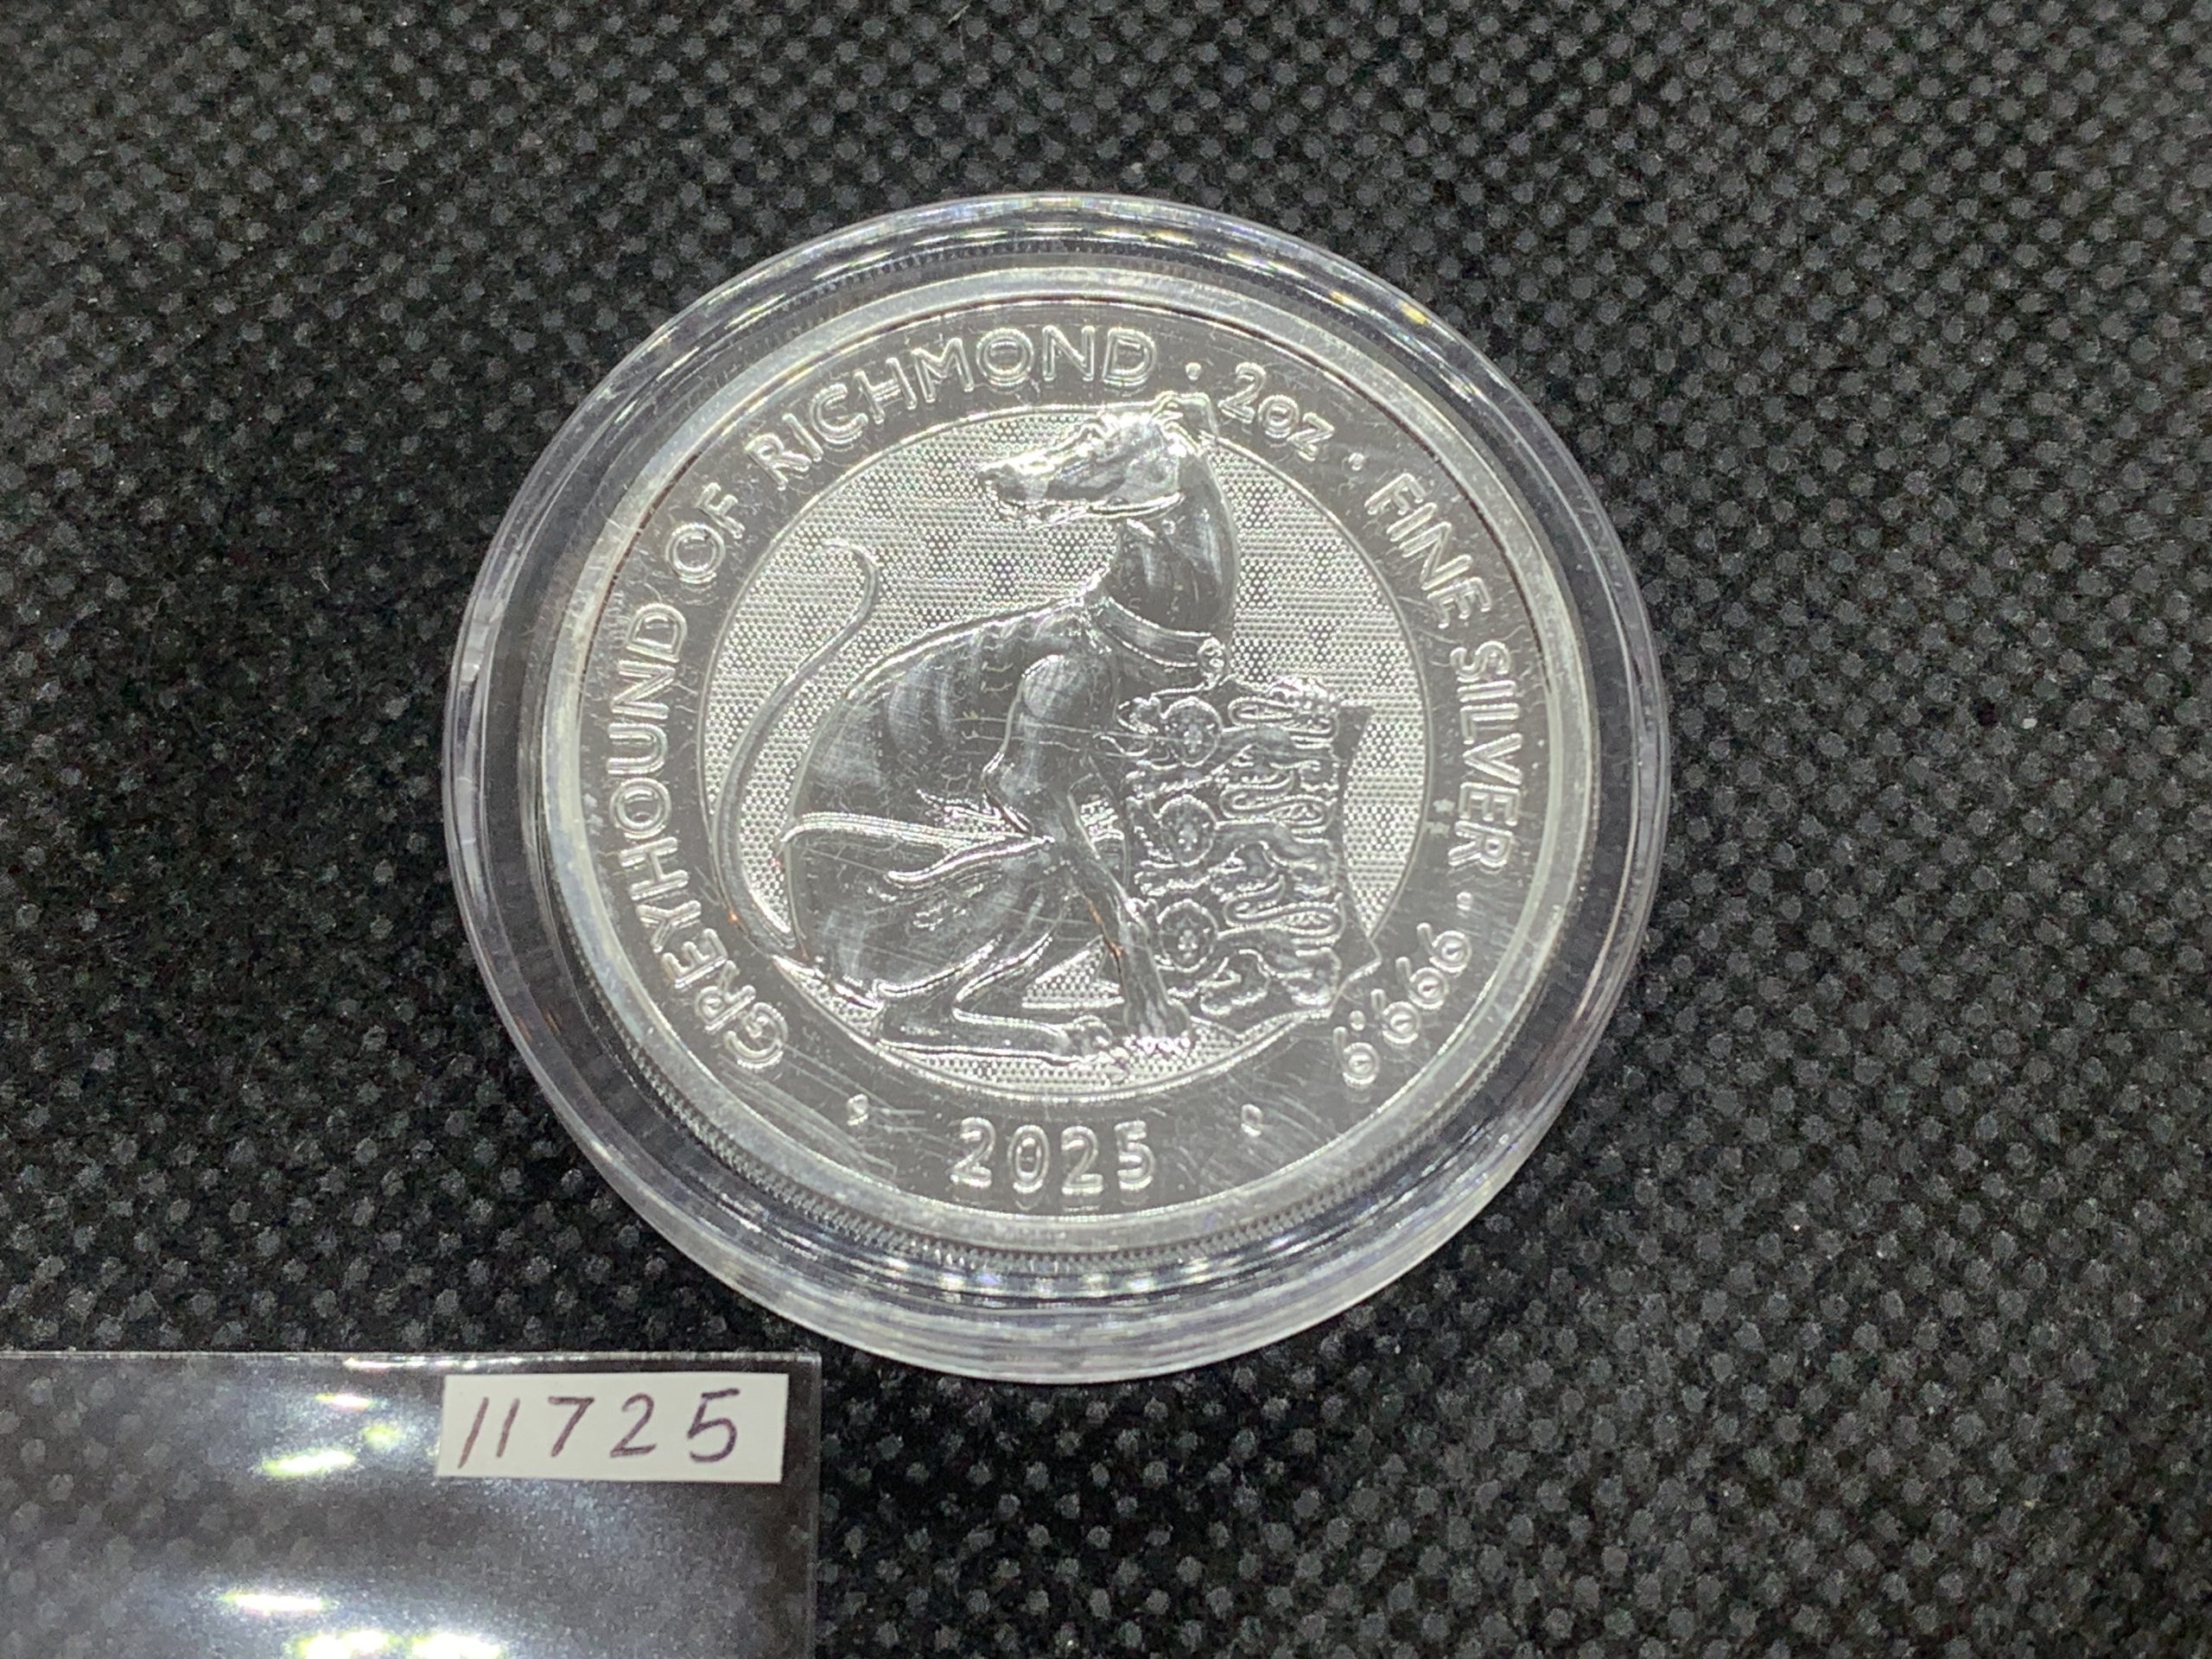 GREYHOUND OF RICHMOND · 2oz · FINE SILVER · 999.9
· 2025 ·
11725